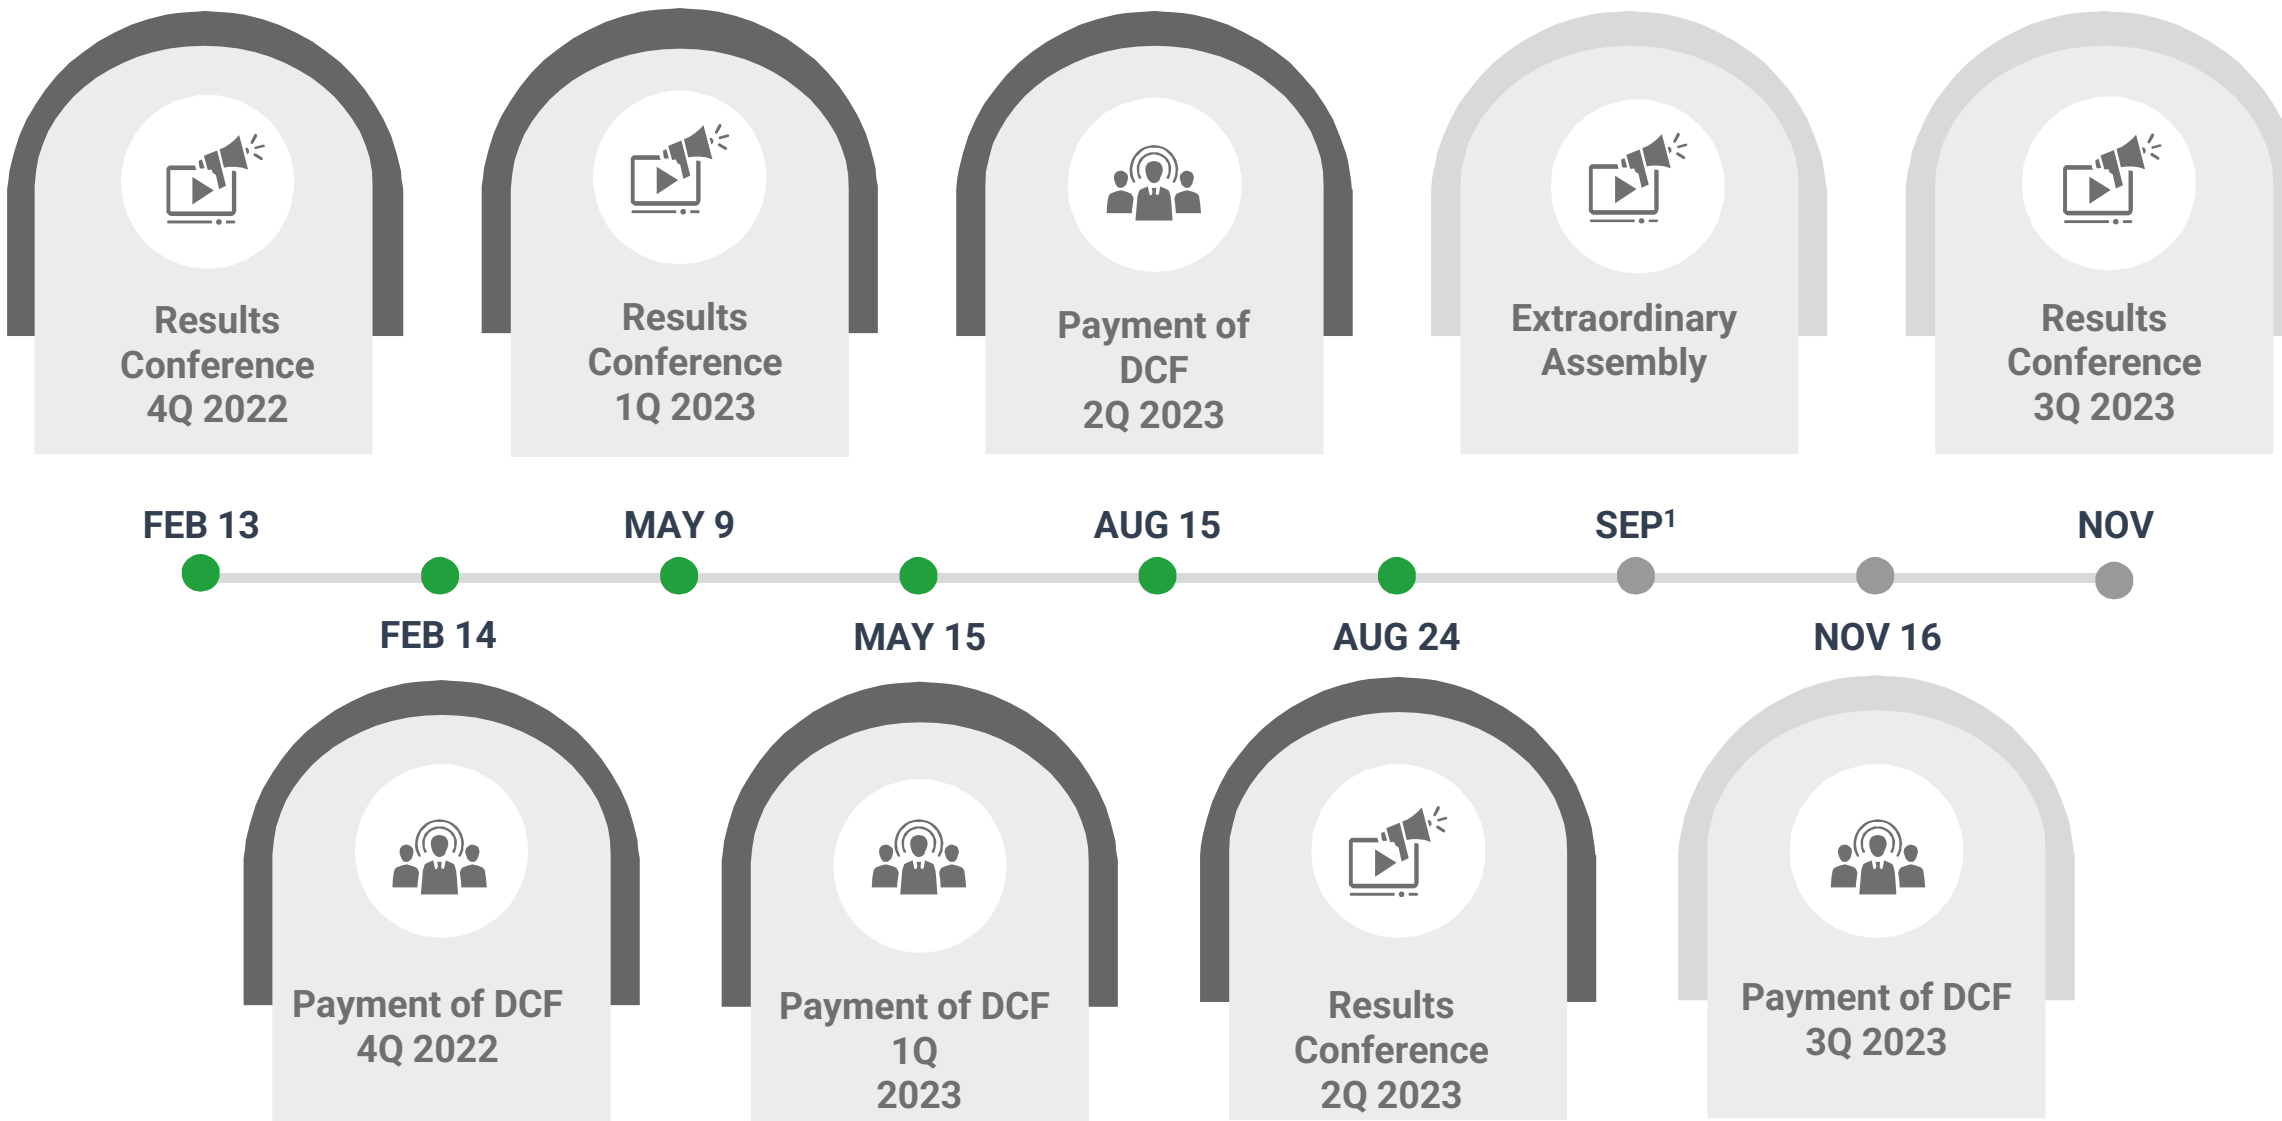 Results
Conference
4Q 2022
Results
Conference
1Q 2023
Payment of
DCF
2Q 2023
Extraordinary
Assembly
Results
Conference
3Q 2023
FEB 13
MAY 9
AUG 15
SEP¹
NOV
FEB 14
MAY 15
AUG 24
NOV 16
Payment of DCF
4Q 2022
Payment of DCF
1Q
2023
Results
Conference
2Q 2023
Payment of DCF
3Q 2023